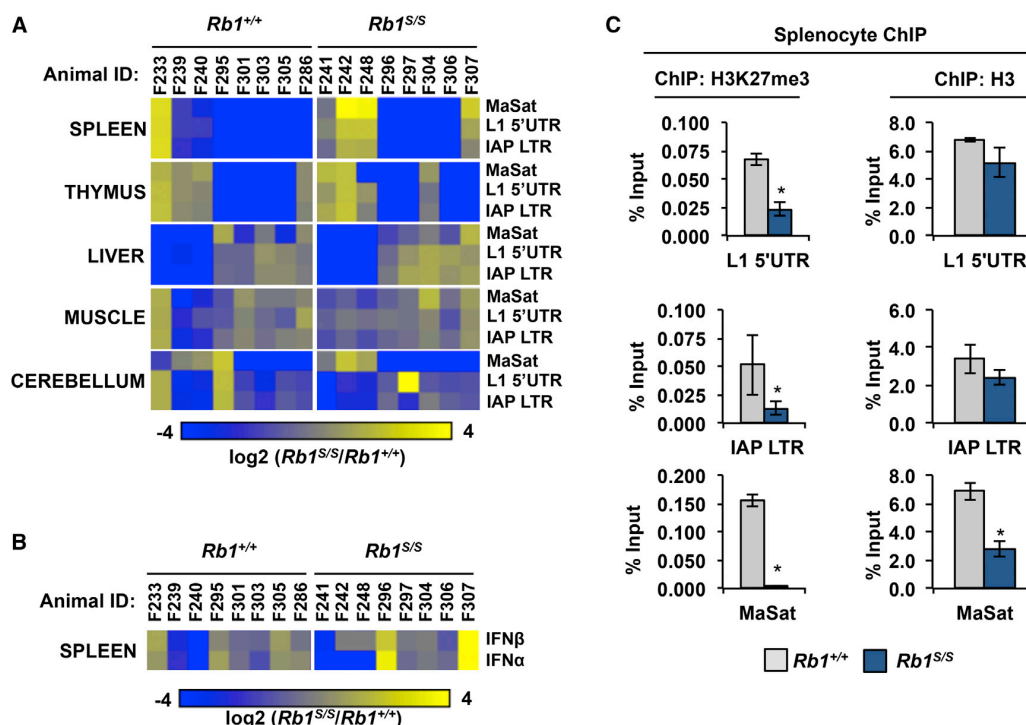 A
Rb1+/+
Rb1S/S
Animal ID:
F233 F239 F240 F295 F301 F303 F305 F286
F241 F242 F248 F296 F297 F304 F306 F307
SPLEEN
MaSat
L1 5'UTR
IAP LTR
THYMUS
MaSat
L1 5'UTR
IAP LTR
LIVER
MaSat
L1 5'UTR
IAP LTR
MUSCLE
MaSat
L1 5'UTR
IAP LTR
CEREBELLUM
MaSat
L1 5'UTR
IAP LTR
-4 4
log2 (Rb1S/S/Rb1+/+)
B
Rb1+/+
Rb1S/S
Animal ID:
F233 F239 F240 F295 F301 F303 F305 F286
F241 F242 F248 F296 F297 F304 F306 F307
SPLEEN
IFNβ
IFNα
-4 4
log2 (Rb1S/S/Rb1+/+)
C
Splenocyte ChIP
ChIP: H3K27me3
ChIP: H3
% Input
0.100
0.075
0.050
0.025
0.000
*
L1 5'UTR
% Input
8.0
6.0
4.0
2.0
0.0
L1 5'UTR
% Input
0.100
0.075
0.050
0.025
0.000
*
IAP LTR
% Input
6.0
4.0
2.0
0.0
IAP LTR
% Input
0.200
0.150
0.100
0.050
0.000
*
MaSat
% Input
8.0
6.0
4.0
2.0
0.0
*
MaSat
Rb1+/+
Rb1S/S